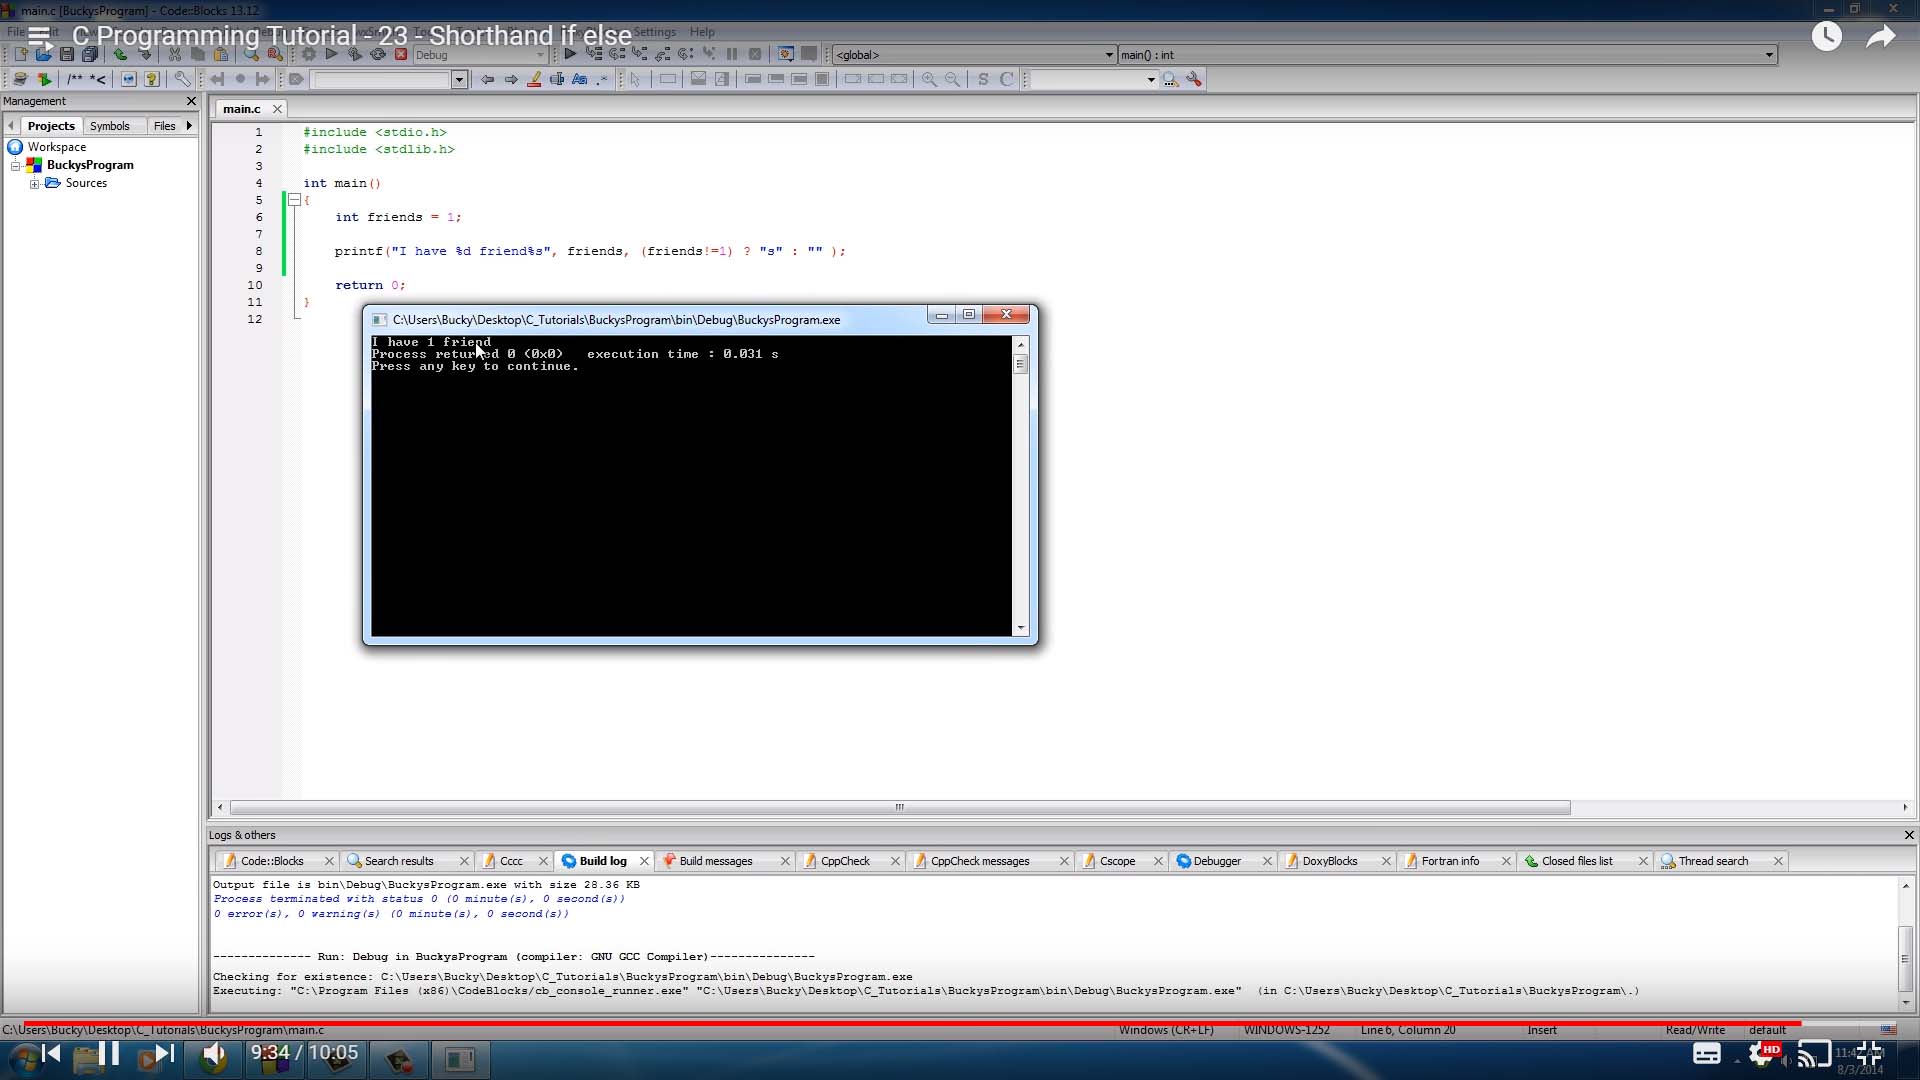 main.c [BuckysProgram] - Code::Blocks 13.12
C Programming Tutorial - 23 - Shorthand if else
File Settings Help
Debug <global> main() : int
/** *<
Management
main.c
Projects Symbols Files
Workspace
BuckysProgram
Sources
1 #include <stdio.h>
2 #include <stdlib.h>
3
4 int main()
5 {
6 int friends = 1;
7
8 printf("I have %d friend%s", friends, (friends!=1) ? "s" : "" );
9
10 return 0;
11 }
12
C:\Users\Bucky\Desktop\C_Tutorials\BuckysProgram\bin\Debug\BuckysProgram.exe
I have 1 friend
Process returned 0 (0x0) execution time : 0.031 s
Press any key to continue.
Logs & others
Code::Blocks Search results Cccc Build log Build messages CppCheck CppCheck messages Cscope Debugger DoxyBlocks Fortran info Closed files list Thread search
Output file is bin\Debug\BuckysProgram.exe with size 28.36 KB
Process terminated with status 0 (0 minute(s), 0 second(s))
0 error(s), 0 warning(s) (0 minute(s), 0 second(s))
-------------- Run: Debug in BuckysProgram (compiler: GNU GCC Compiler)---------------
Checking for existence: C:\Users\Bucky\Desktop\C_Tutorials\BuckysProgram\bin\Debug\BuckysProgram.exe
Executing: "C:\Program Files (x86)\CodeBlocks/cb_console_runner.exe" "C:\Users\Bucky\Desktop\C_Tutorials\BuckysProgram\bin\Debug\BuckysProgram.exe" (in C:\Users\Bucky\Desktop\C_Tutorials\BuckysProgram\.)
C:\Users\Bucky\Desktop\C_Tutorials\BuckysProgram\main.c Windows (CR+LF) WINDOWS-1252 Line 6, Column 20 Insert Read/Write default
9:34 / 10:05 HD
8/3/2014